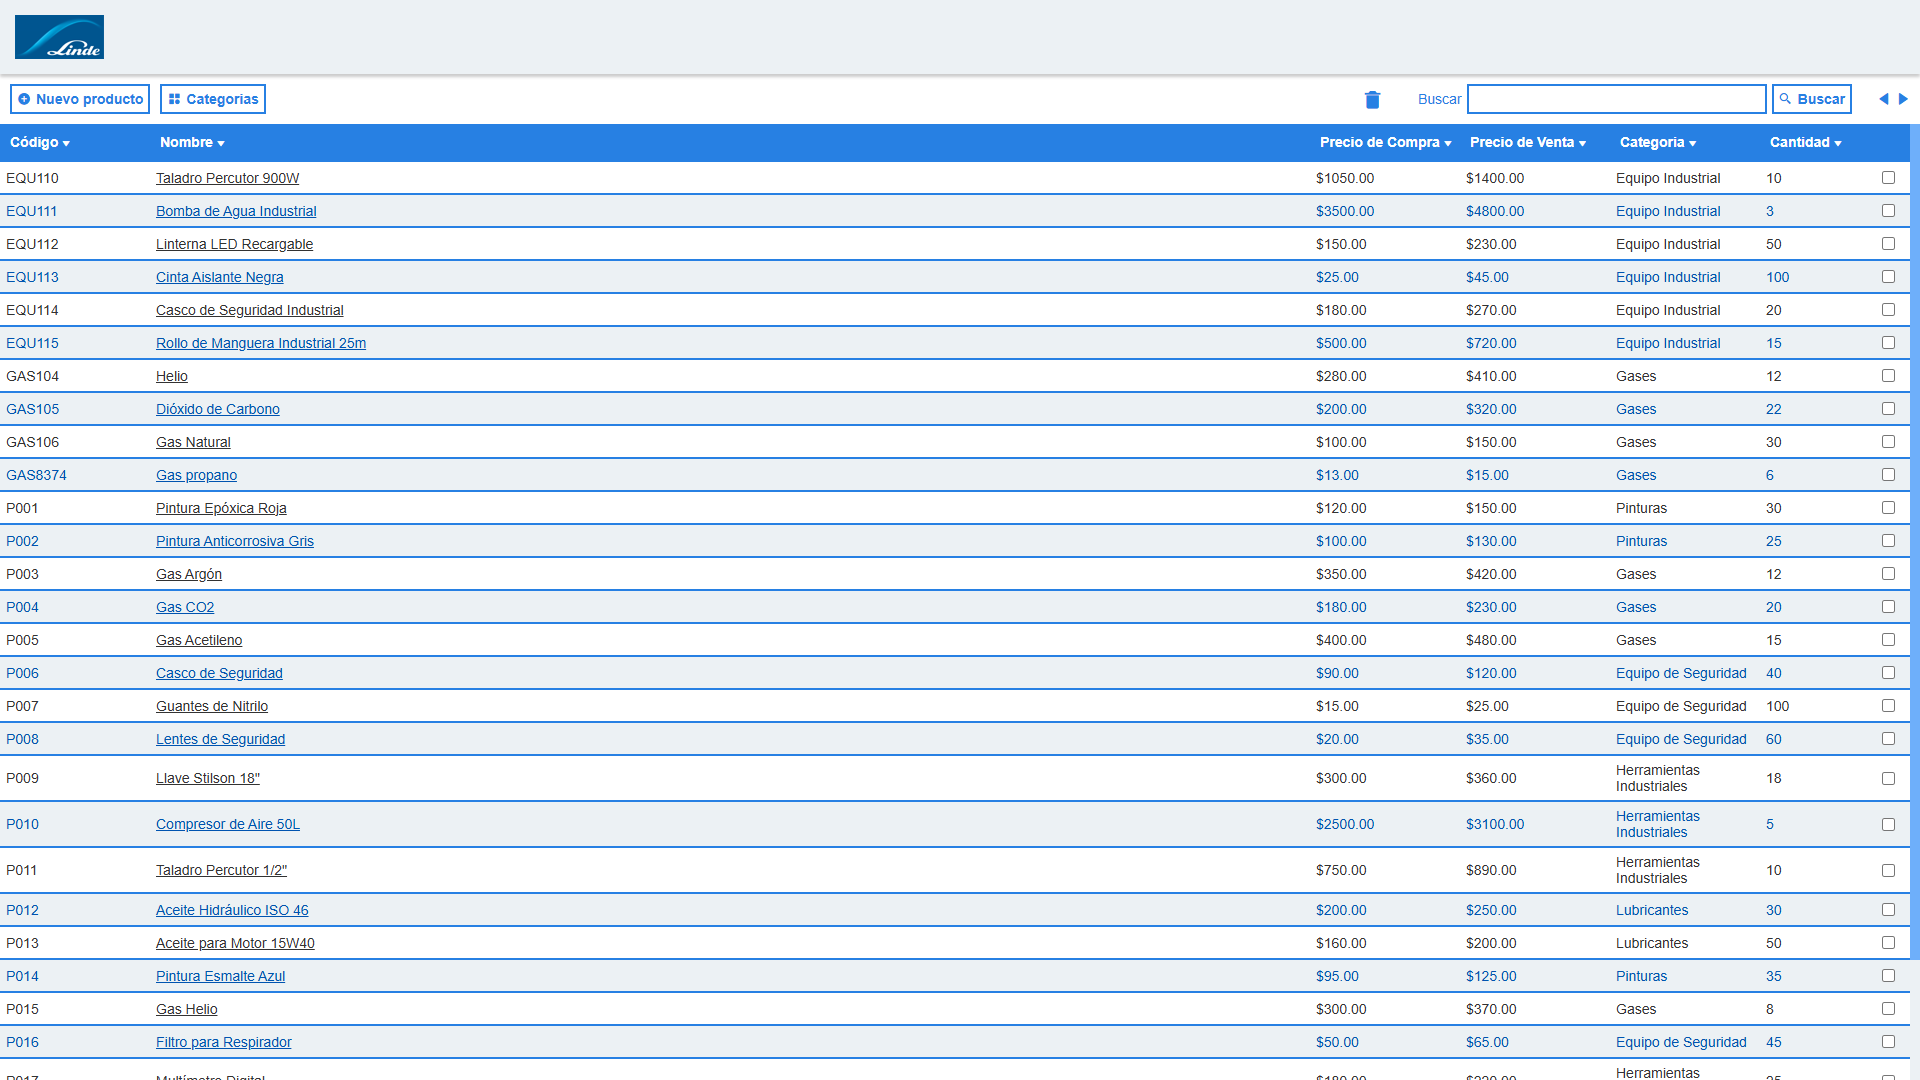 Linde
Nuevo producto Categorias Buscar Buscar
Código Nombre Precio de Compra Precio de Venta Categoria Cantidad
EQU110 Taladro Percutor 900W $1050.00 $1400.00 Equipo Industrial 10
EQU111 Bomba de Agua Industrial $3500.00 $4800.00 Equipo Industrial 3
EQU112 Linterna LED Recargable $150.00 $230.00 Equipo Industrial 50
EQU113 Cinta Aislante Negra $25.00 $45.00 Equipo Industrial 100
EQU114 Casco de Seguridad Industrial $180.00 $270.00 Equipo Industrial 20
EQU115 Rollo de Manguera Industrial 25m $500.00 $720.00 Equipo Industrial 15
GAS104 Helio $280.00 $410.00 Gases 12
GAS105 Dióxido de Carbono $200.00 $320.00 Gases 22
GAS106 Gas Natural $100.00 $150.00 Gases 30
GAS8374 Gas propano $13.00 $15.00 Gases 6
P001 Pintura Epóxica Roja $120.00 $150.00 Pinturas 30
P002 Pintura Anticorrosiva Gris $100.00 $130.00 Pinturas 25
P003 Gas Argón $350.00 $420.00 Gases 12
P004 Gas CO2 $180.00 $230.00 Gases 20
P005 Gas Acetileno $400.00 $480.00 Gases 15
P006 Casco de Seguridad $90.00 $120.00 Equipo de Seguridad 40
P007 Guantes de Nitrilo $15.00 $25.00 Equipo de Seguridad 100
P008 Lentes de Seguridad $20.00 $35.00 Equipo de Seguridad 60
P009 Llave Stilson 18" $300.00 $360.00 Herramientas Industriales 18
P010 Compresor de Aire 50L $2500.00 $3100.00 Herramientas Industriales 5
P011 Taladro Percutor 1/2" $750.00 $890.00 Herramientas Industriales 10
P012 Aceite Hidráulico ISO 46 $200.00 $250.00 Lubricantes 30
P013 Aceite para Motor 15W40 $160.00 $200.00 Lubricantes 50
P014 Pintura Esmalte Azul $95.00 $125.00 Pinturas 35
P015 Gas Helio $300.00 $370.00 Gases 8
P016 Filtro para Respirador $50.00 $65.00 Equipo de Seguridad 45
P017 Multímetro Digital Herramientas